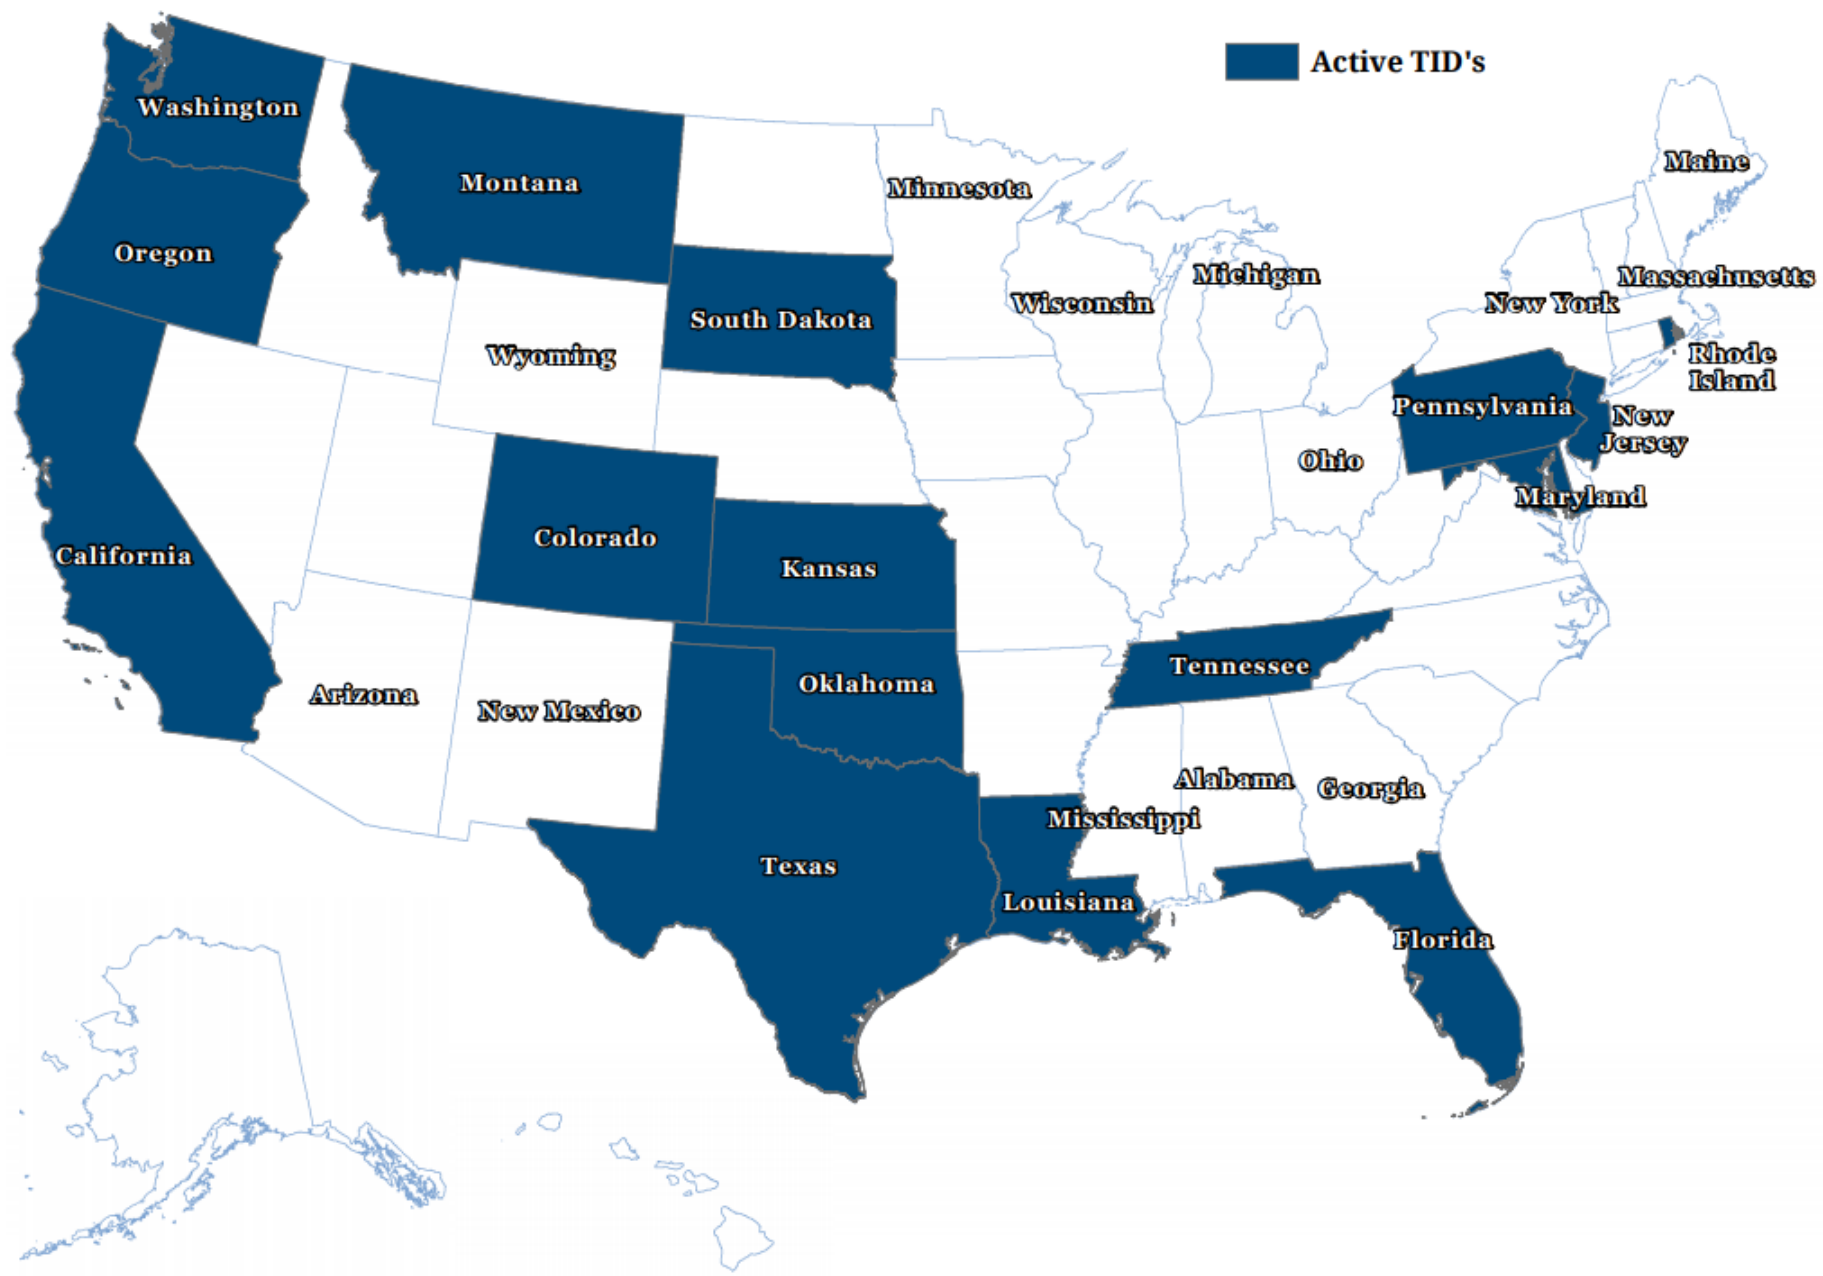 Active TID's
Washington
Maine
Montana
Minnesota
Oregon
Michigan
Massachusetts
Wisconsin
New York
South Dakota
Wyoming
Rhode
Island
Pennsylvania
New
Jersey
Ohio
Maryland
Colorado
California
Kansas
Tennessee
Oklahoma
Arizona
New Mexico
Alabama
Georgia
Mississippi
Texas
Louisiana
Florida